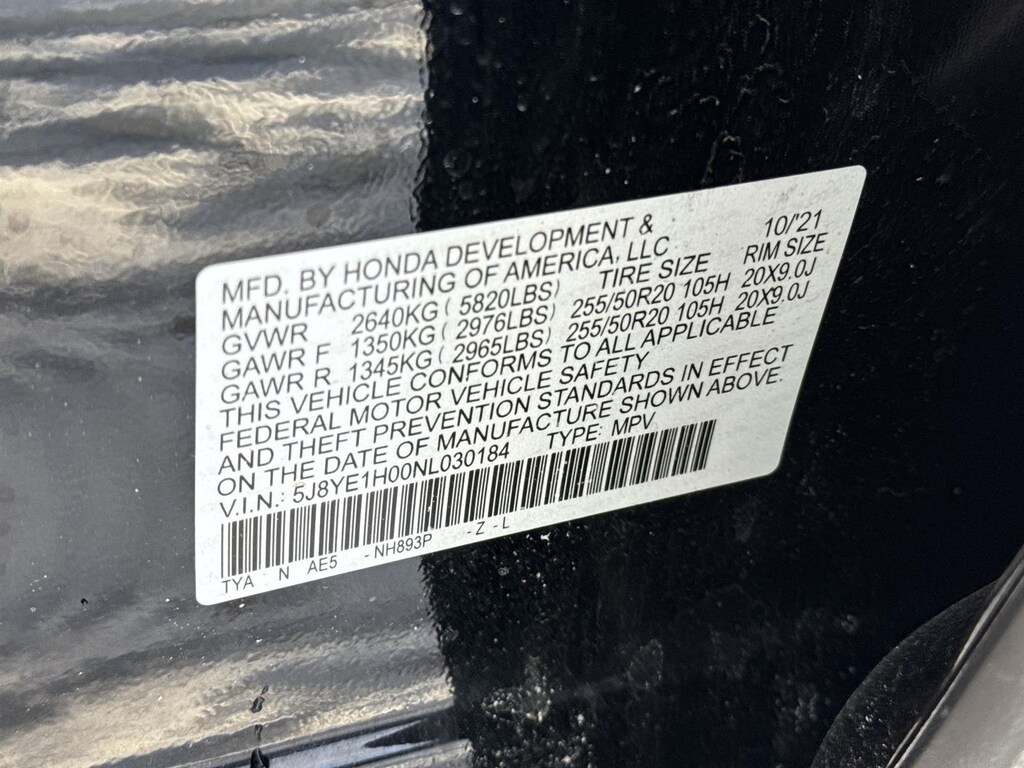 MFD. BY HONDA DEVELOPMENT & 10/'21
MANUFACTURING OF AMERICA, LLC
GVWR 2640KG ( 5820LBS) TIRE SIZE RIM SIZE
GAWR F 1350KG ( 2976LBS) 255/50R20 105H 20X9.0J
GAWR R 1345KG ( 2965LBS) 255/50R20 105H 20X9.0J
THIS VEHICLE CONFORMS TO ALL APPLICABLE
FEDERAL MOTOR VEHICLE SAFETY
AND THEFT PREVENTION STANDARDS IN EFFECT
ON THE DATE OF MANUFACTURE SHOWN ABOVE.
V.I.N.: 5J8YE1H00NL030184 TYPE: MPV
TYA N AE5 -NH893P -Z -L